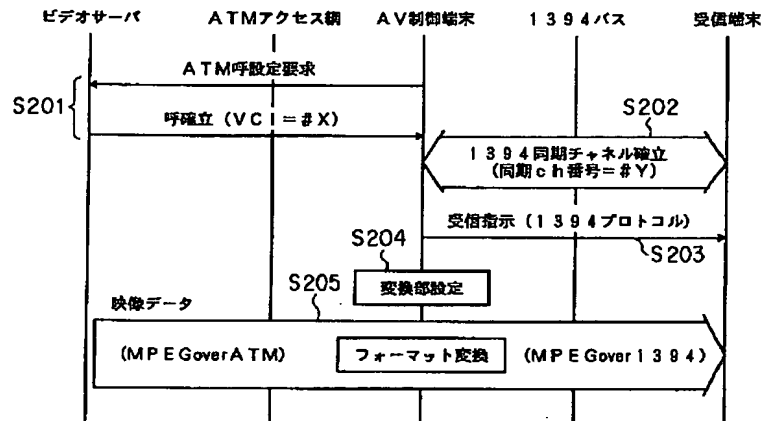 ビデオサーバ
ATMアクセス網
AV制御端末
1394バス
受信端末
ATM呼設定要求
S201
呼確立(VCI=#X)
S202
1394同期チャネル確立
(同期ch番号=#Y)
受信指示(1394プロトコル)
S203
S204
変換部設定
S205
映像データ
(MPEGoverATM)
フォーマット変換
(MPEGover1394)